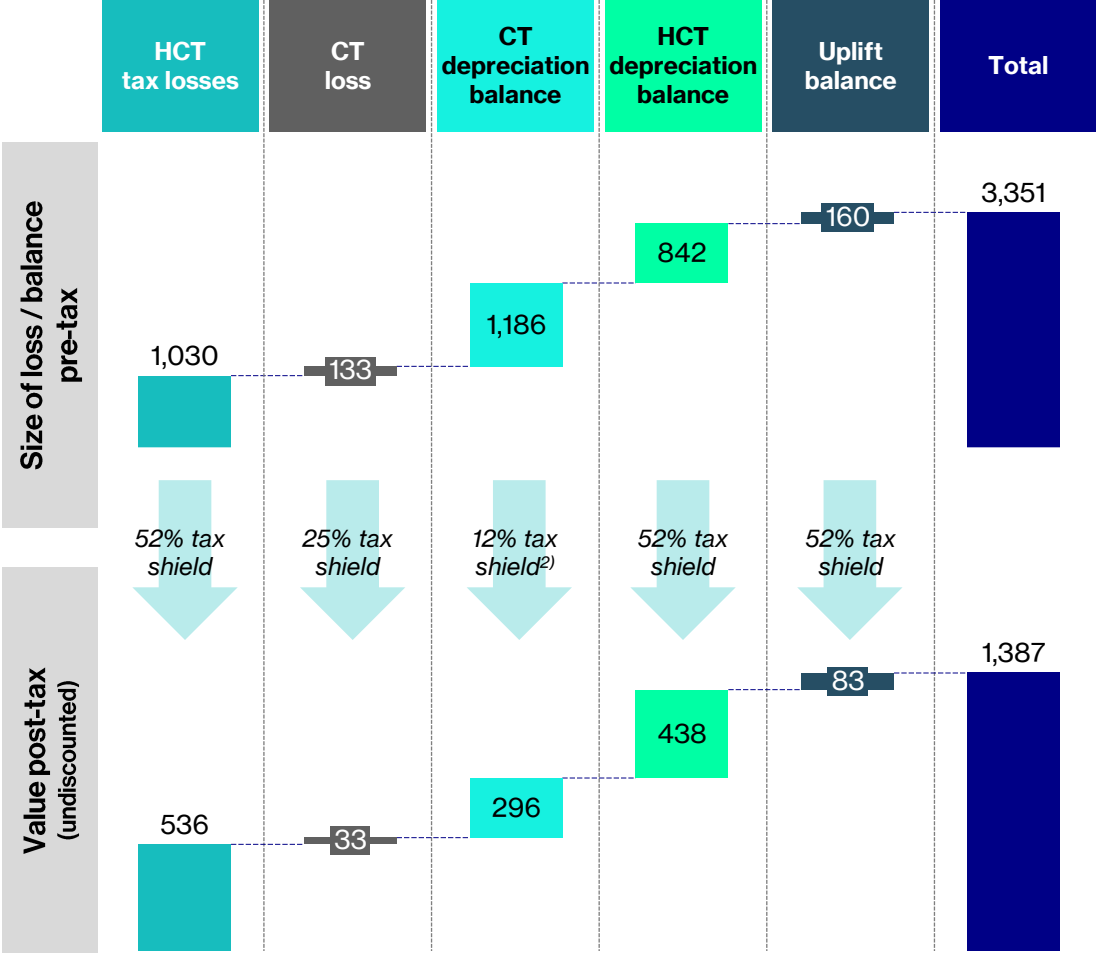 HCT
tax losses
CT
loss
CT
depreciation
balance
HCT
depreciation
balance
Uplift
balance
Total
Size of loss / balance
pre-tax
1,030
133
1,186
842
160
3,351
52% tax
shield
25% tax
shield
12% tax
shield2)
52% tax
shield
52% tax
shield
Value post-tax
(undiscounted)
536
33
296
438
83
1,387